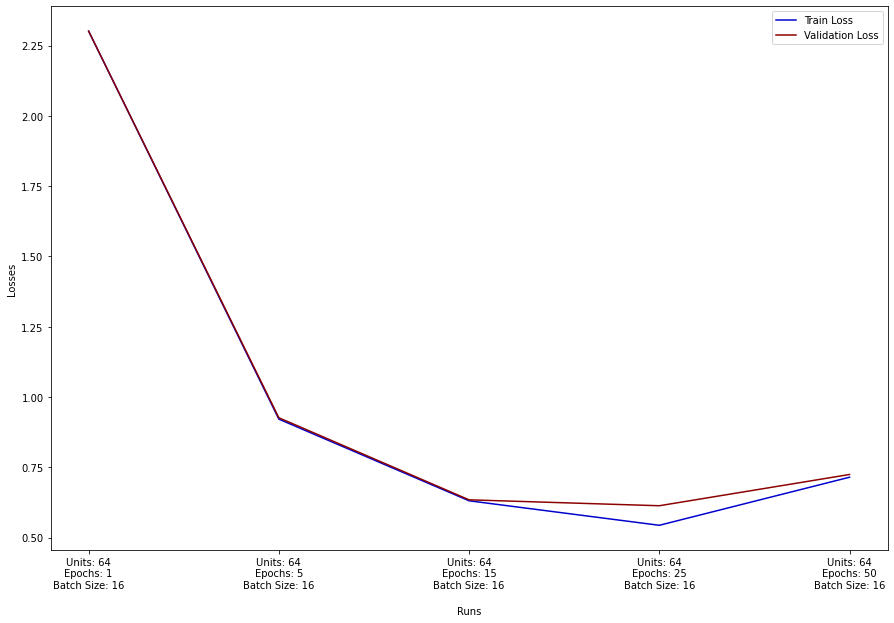 Train Loss
Validation Loss
2.25
2.00
1.75
1.50
1.25
1.00
0.75
0.50
Losses
Units: 64
Epochs: 1
Batch Size: 16
Units: 64
Epochs: 5
Batch Size: 16
Units: 64
Epochs: 15
Batch Size: 16
Units: 64
Epochs: 25
Batch Size: 16
Units: 64
Epochs: 50
Batch Size: 16
Runs